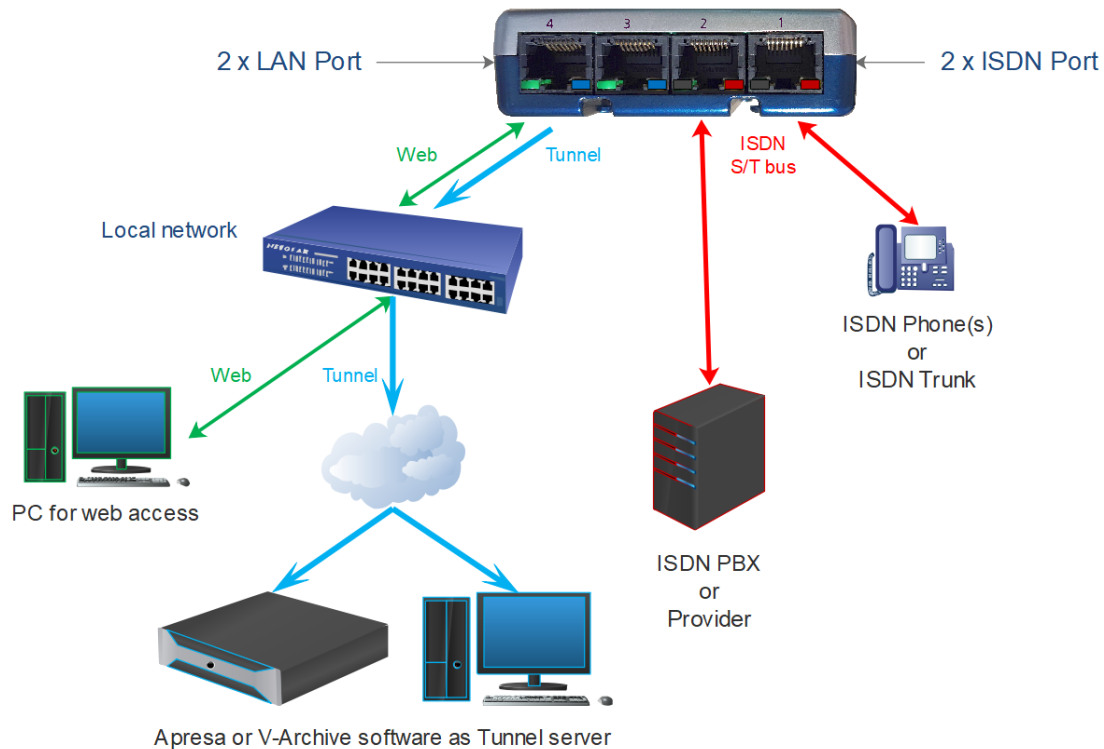 4 3 2 1
2 x LAN Port
2 x ISDN Port
Web
Tunnel
ISDN
S/T bus
Local network
ISDN Phone(s)
or
ISDN Trunk
Web
Tunnel
PC for web access
ISDN PBX
or
Provider
Apresa or V-Archive software as Tunnel server